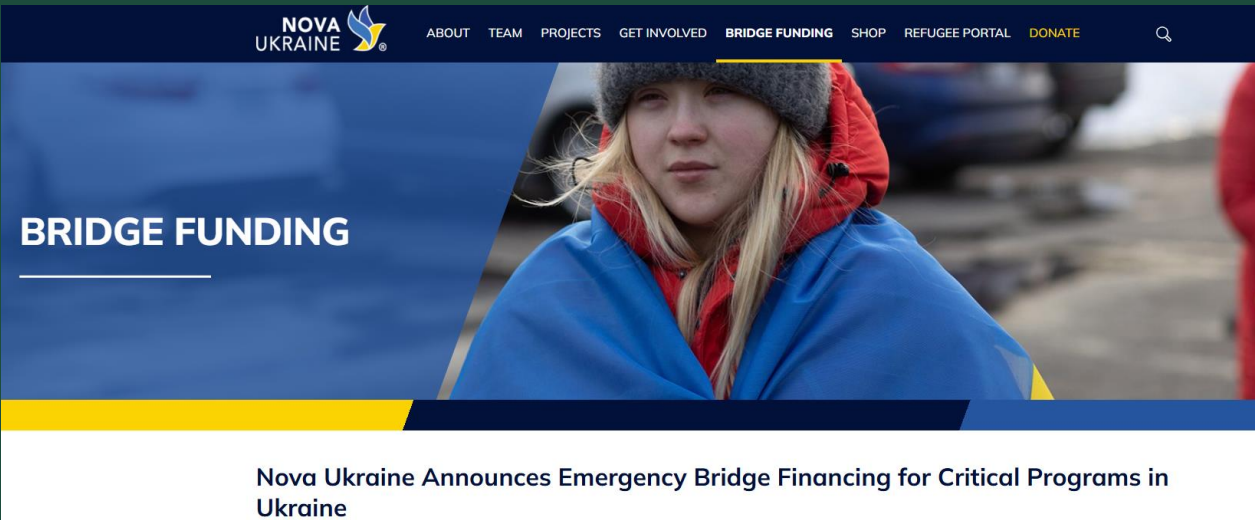 NOVA
UKRAINE ®
ABOUT TEAM PROJECTS GET INVOLVED BRIDGE FUNDING SHOP REFUGEE PORTAL DONATE
BRIDGE FUNDING
Nova Ukraine Announces Emergency Bridge Financing for Critical Programs in
Ukraine